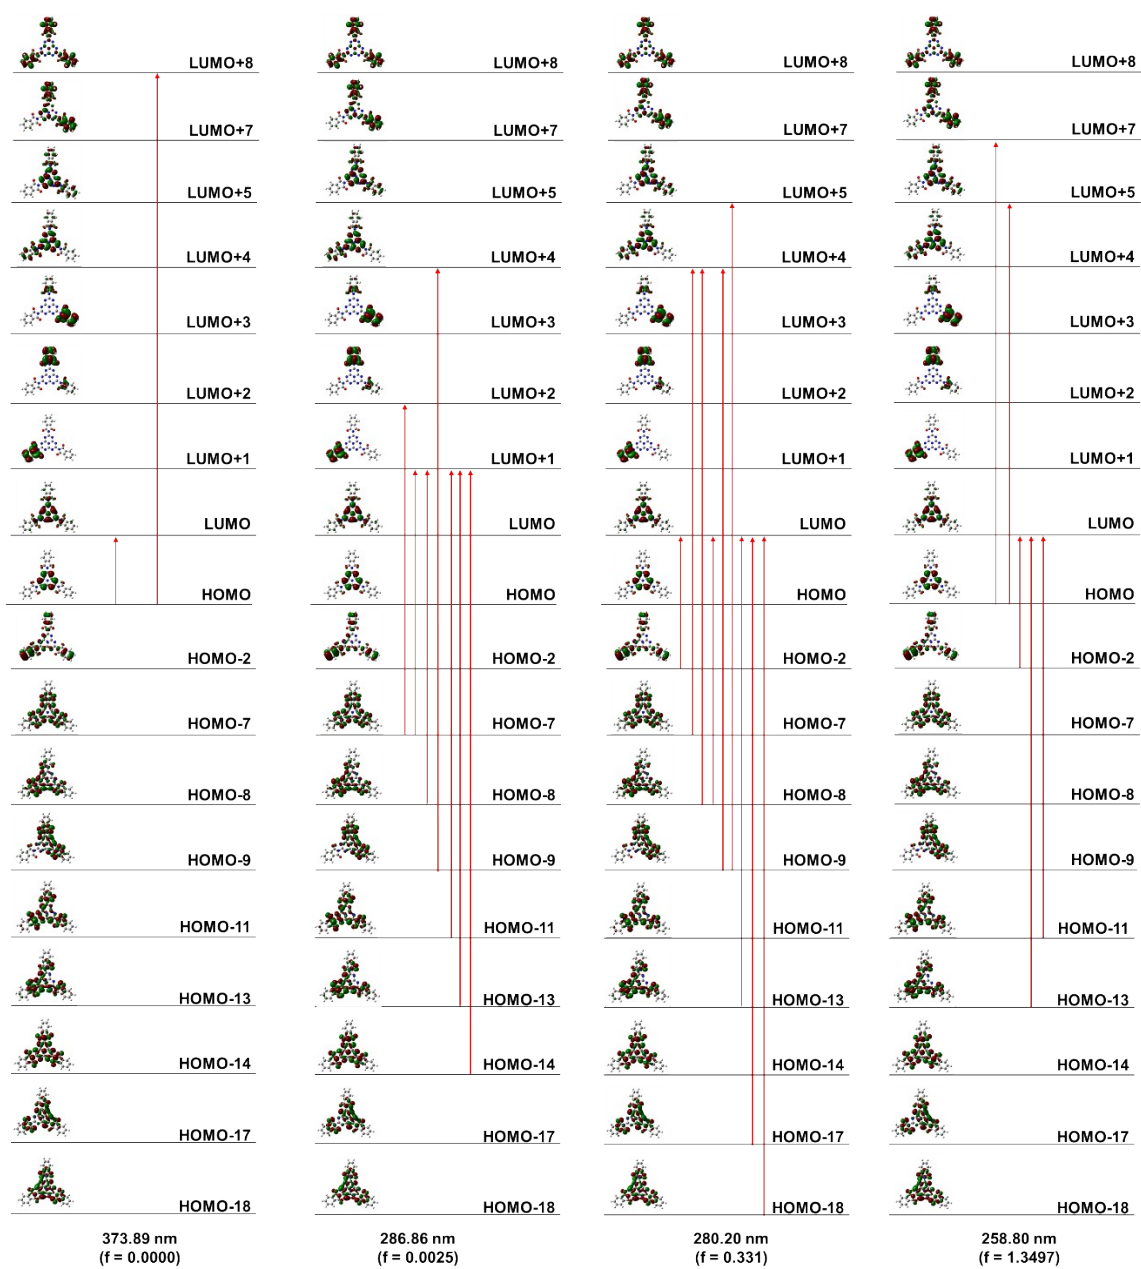 LUMO+8
LUMO+7
LUMO+5
LUMO+4
LUMO+3
LUMO+2
LUMO+1
LUMO
HOMO
HOMO-2
HOMO-7
HOMO-8
HOMO-9
HOMO-11
HOMO-13
HOMO-14
HOMO-17
HOMO-18
373.89 nm
(f = 0.0000)
LUMO+8
LUMO+7
LUMO+5
LUMO+4
LUMO+3
LUMO+2
LUMO+1
LUMO
HOMO
HOMO-2
HOMO-7
HOMO-8
HOMO-9
HOMO-11
HOMO-13
HOMO-14
HOMO-17
HOMO-18
286.86 nm
(f = 0.0025)
LUMO+8
LUMO+7
LUMO+5
LUMO+4
LUMO+3
LUMO+2
LUMO+1
LUMO
HOMO
HOMO-2
HOMO-7
HOMO-8
HOMO-9
HOMO-11
HOMO-13
HOMO-14
HOMO-17
HOMO-18
280.20 nm
(f = 0.331)
LUMO+8
LUMO+7
LUMO+5
LUMO+4
LUMO+3
LUMO+2
LUMO+1
LUMO
HOMO
HOMO-2
HOMO-7
HOMO-8
HOMO-9
HOMO-11
HOMO-13
HOMO-14
HOMO-17
HOMO-18
258.80 nm
(f = 1.3497)